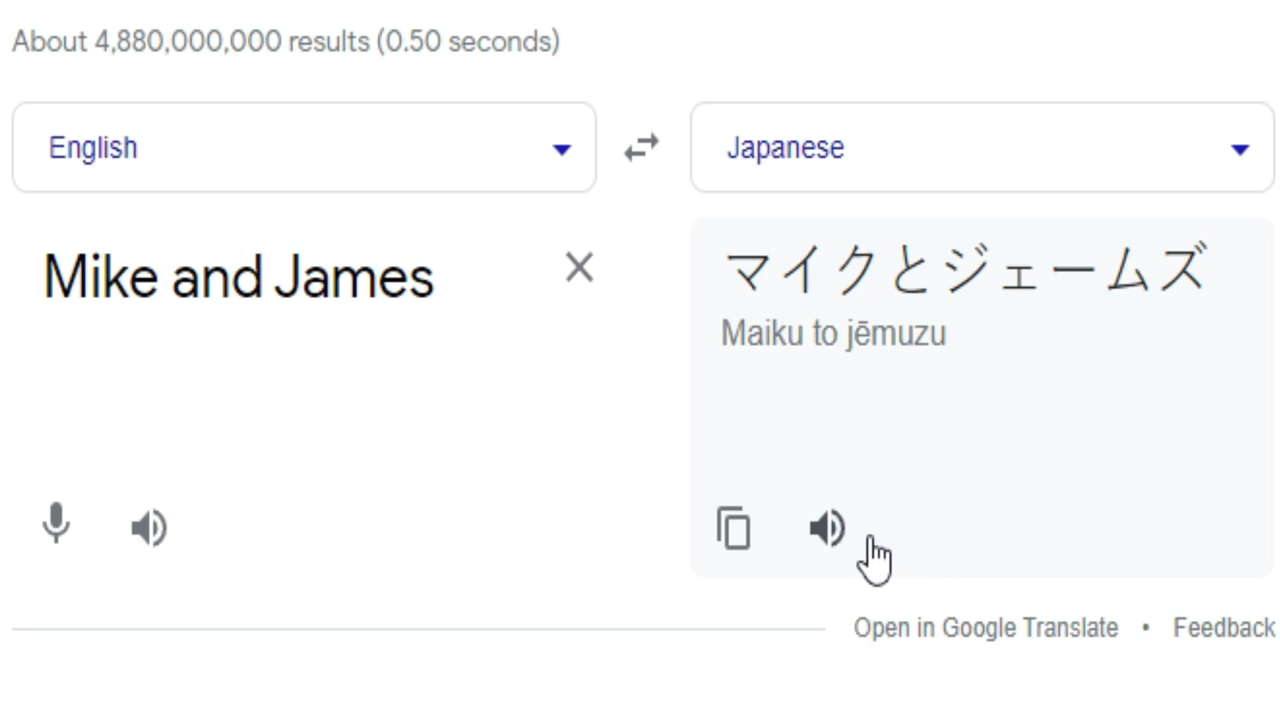 About 4,880,000,000 results (0.50 seconds)
English
Japanese
Mike and James
マイクとジェームズ
Maiku to jēmuzu
Open in Google Translate • Feedback